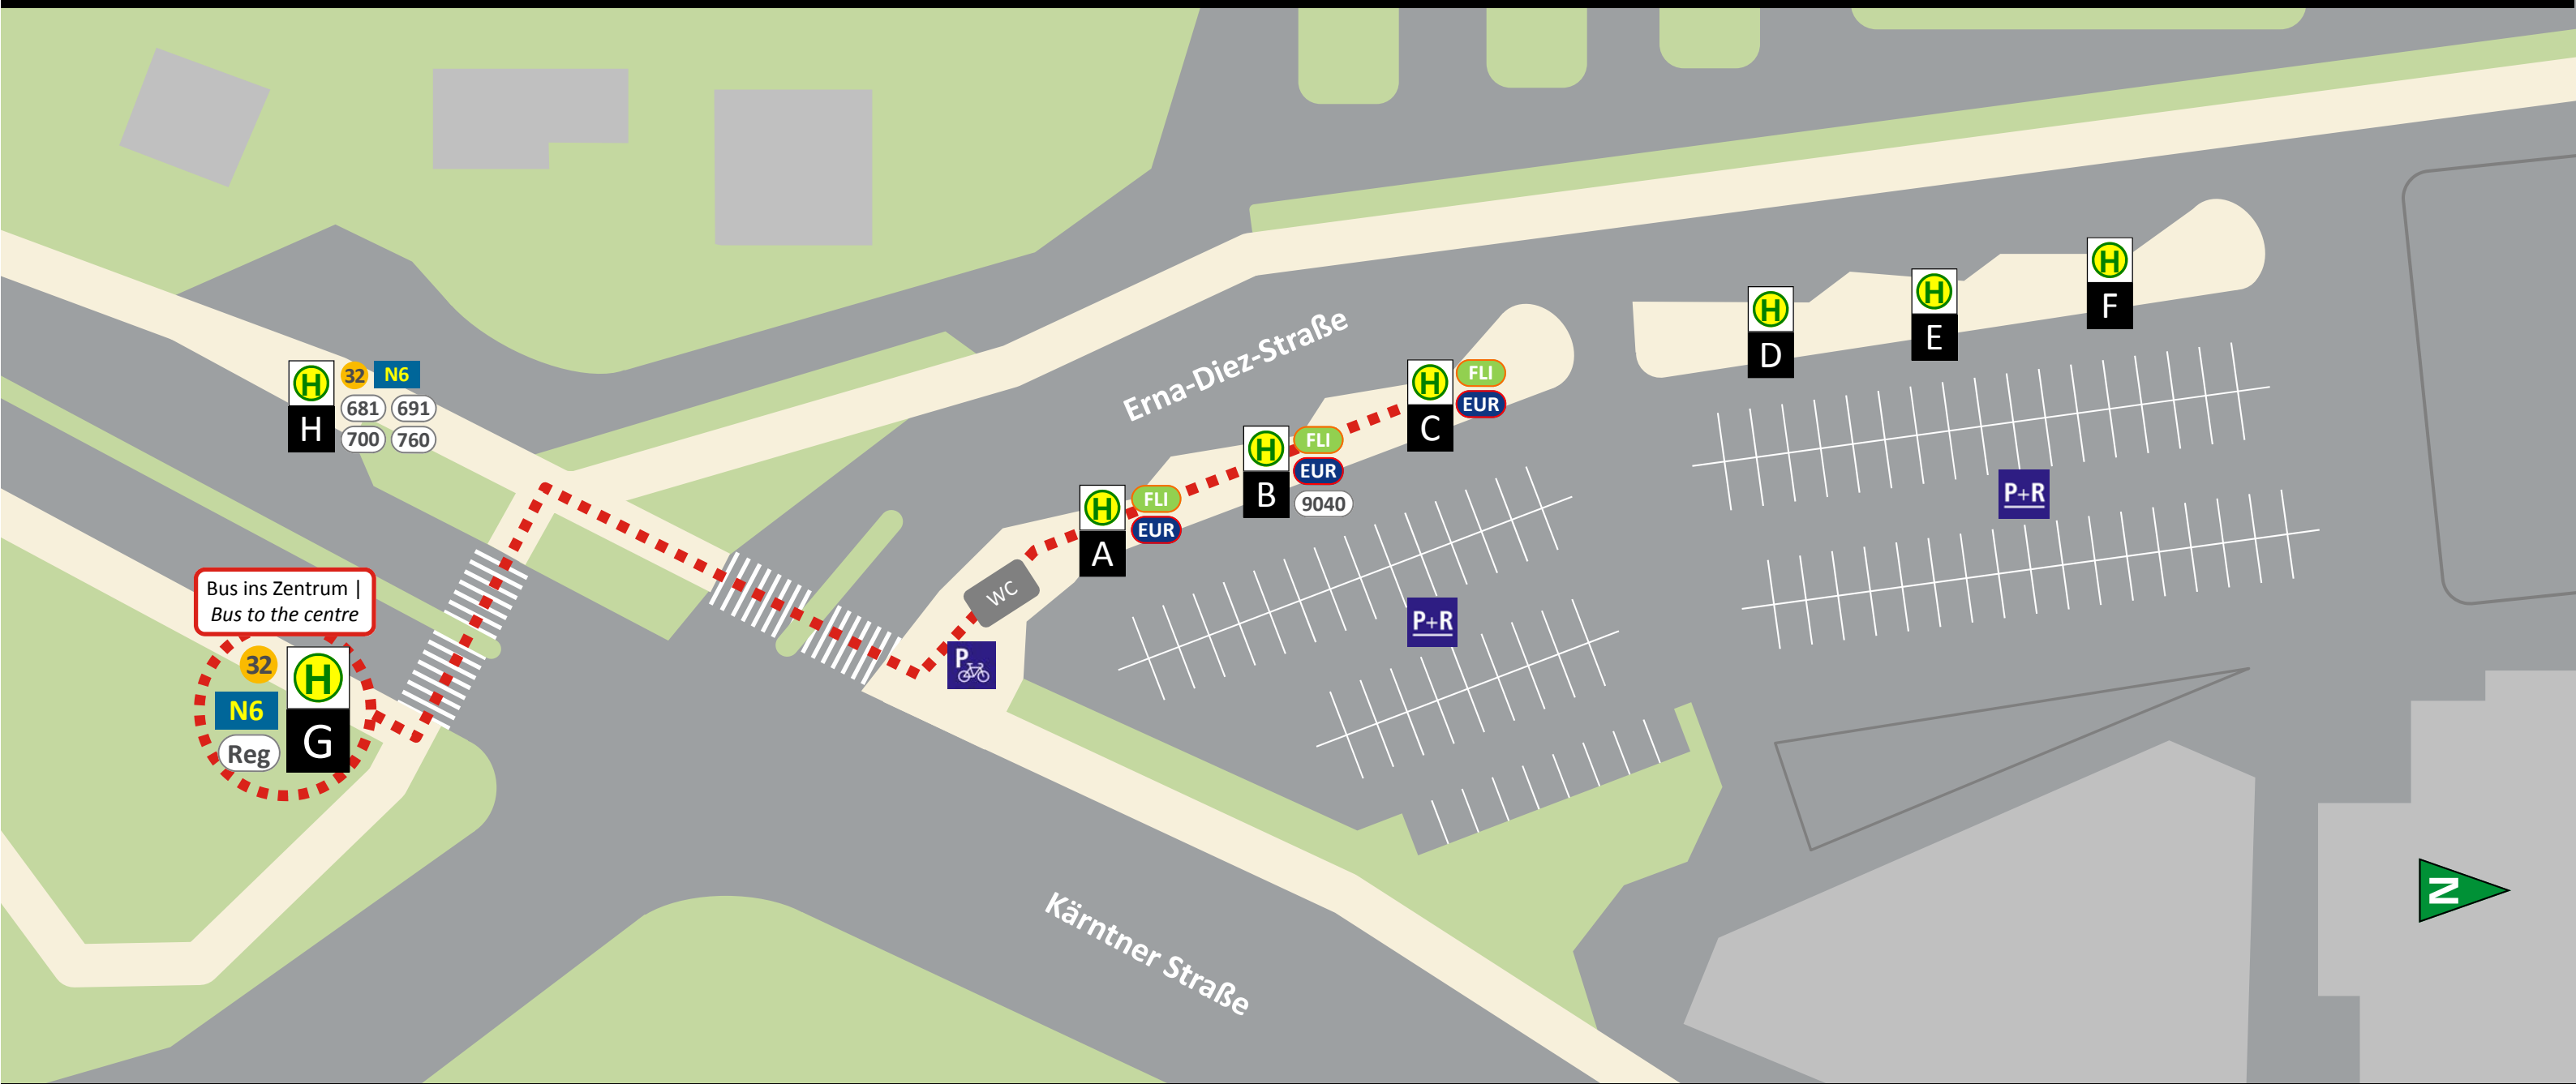 H
F
H
E
H
D
Erna-Diez-Straße
H
C
FLI
EUR
H
B
FLI
EUR
9040
H
A
FLI
EUR
H
H
32 N6
681 691
700 760
P+R
P+R
WC
P
Bus ins Zentrum |
Bus to the centre
32
N6
Reg
H
G
Kärntner Straße
N